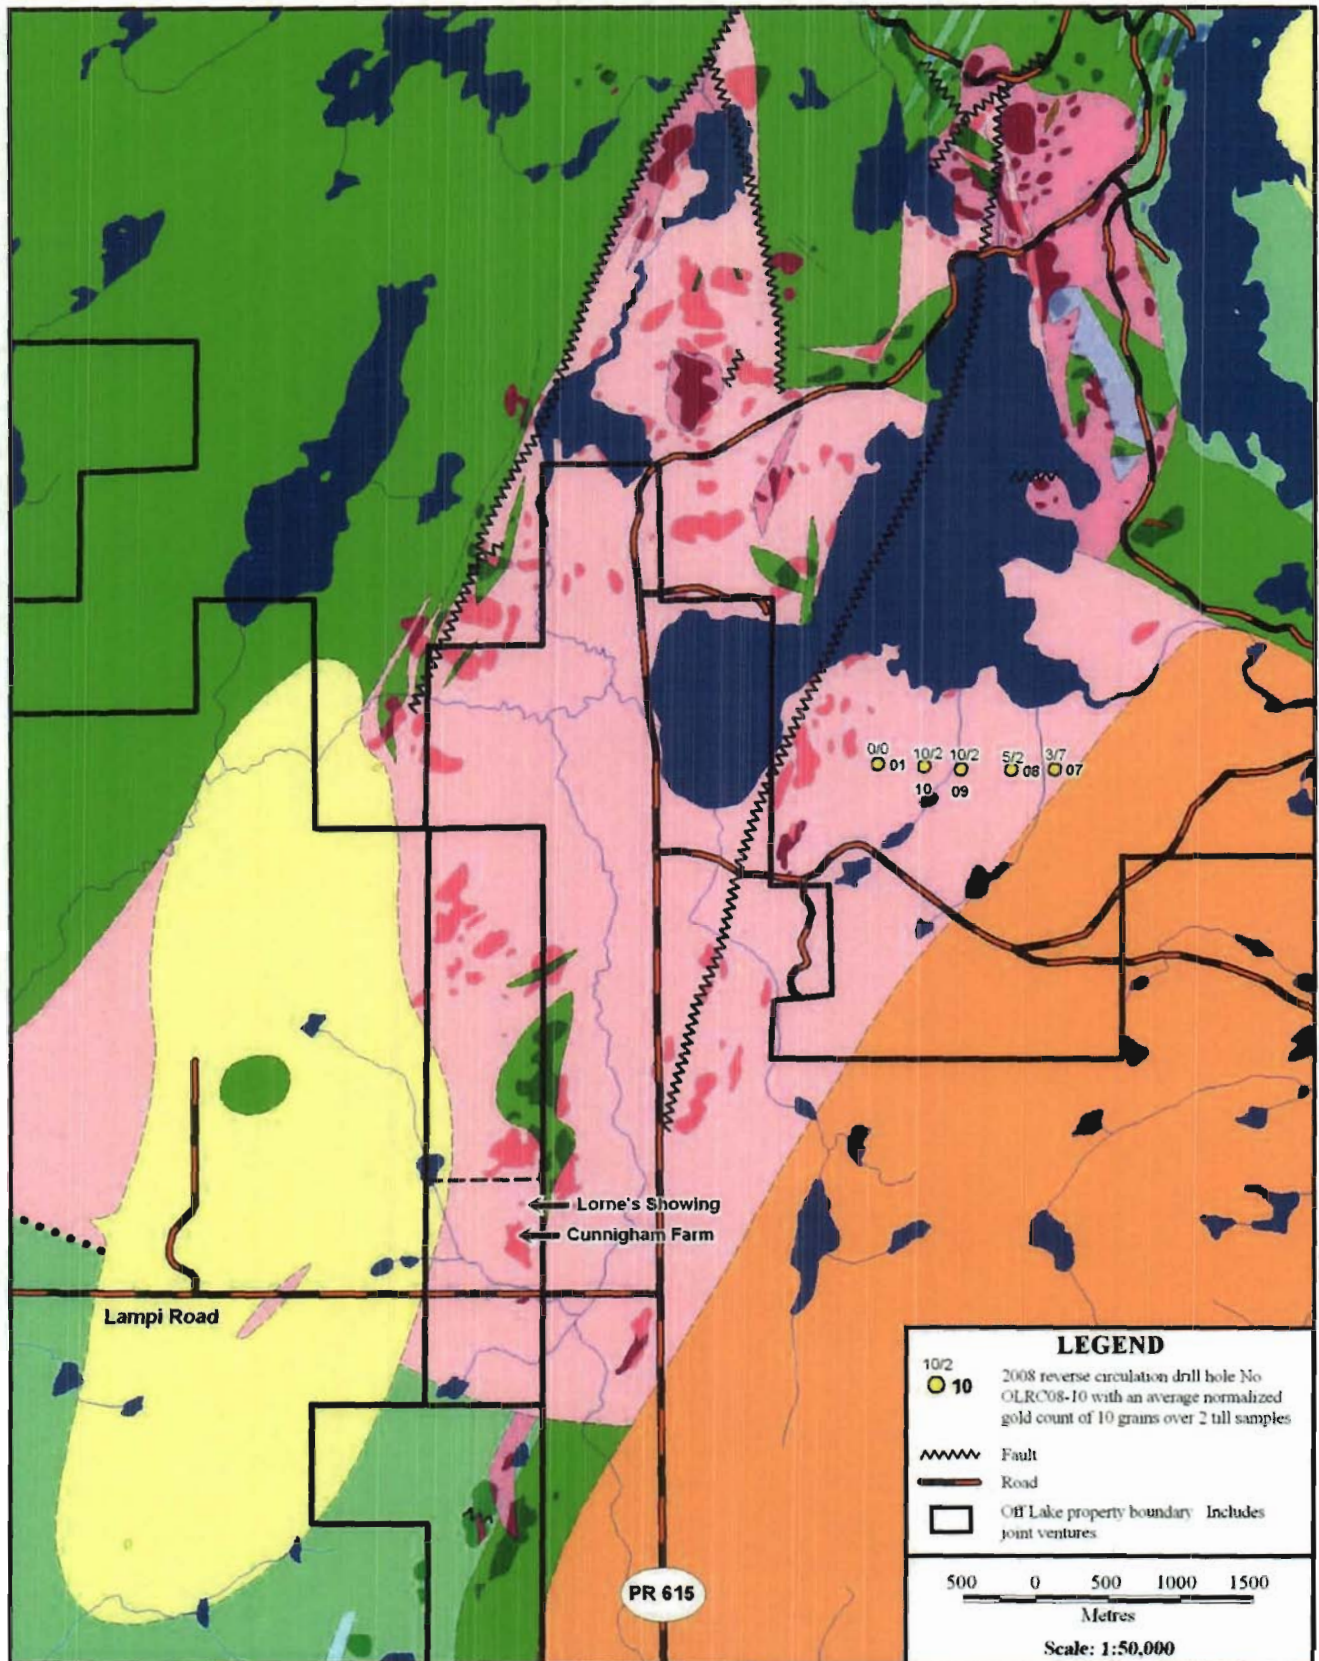 0/0
10/2
10/2
5/2
3/7
01
08
07
10
09
Lorne's Showing
Cunnigham Farm
Lampi Road
PR 615
LEGEND
10/2
10
2008 reverse circulation drill hole No
OLRC08-10 with an average normalized
gold count of 10 grains over 2 till samples
Fault
Road
Off Lake property boundary Includes
joint ventures
500 0 500 1000 1500
Metres
Scale: 1:50,000